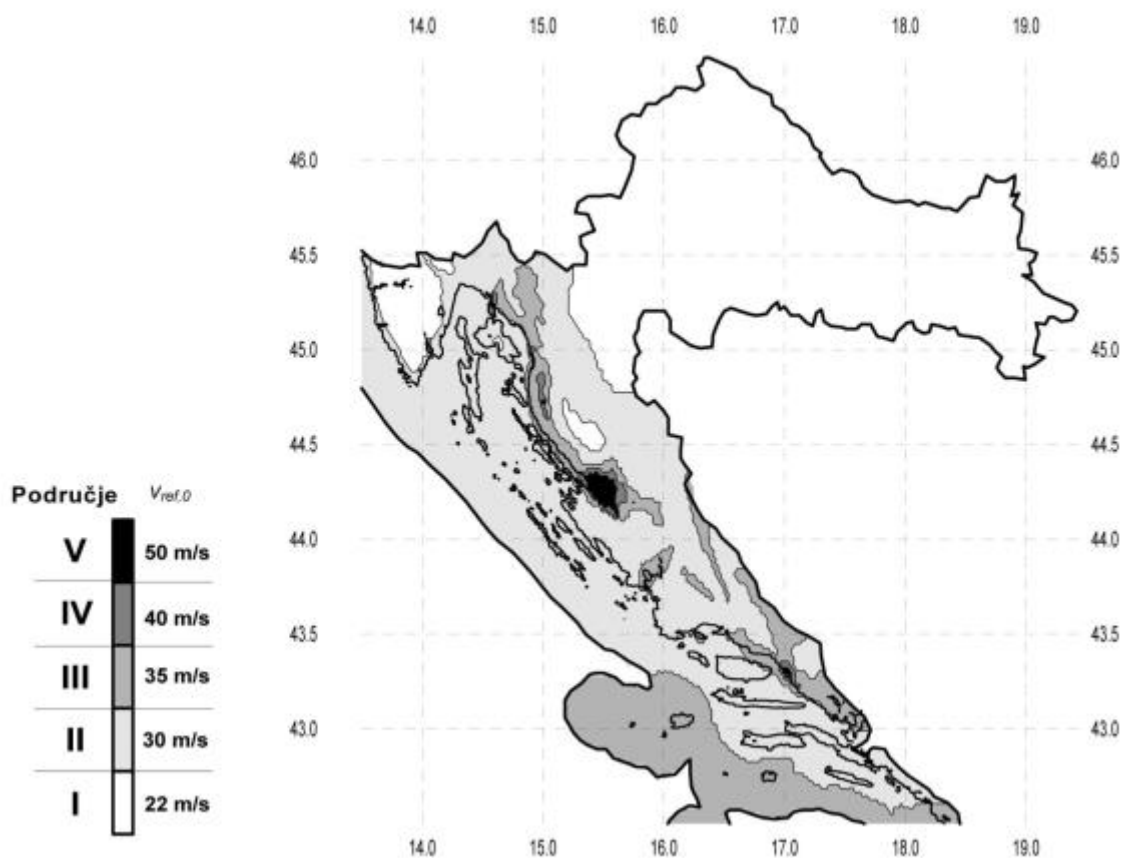 14.0 15.0 16.0 17.0 18.0 19.0
46.0 46.0
45.5 45.5
45.0 45.0
44.5 44.5
44.0 44.0
43.5 43.5
43.0 43.0
14.0 15.0 16.0 17.0 18.0 19.0
Područje Vref,0
V 50 m/s
IV 40 m/s
III 35 m/s
II 30 m/s
I 22 m/s